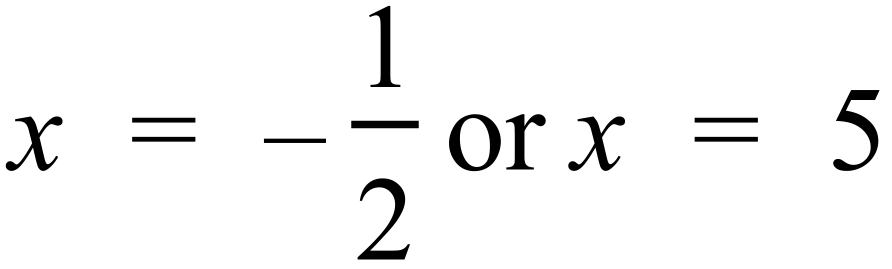 x = −1/2 or x = 5